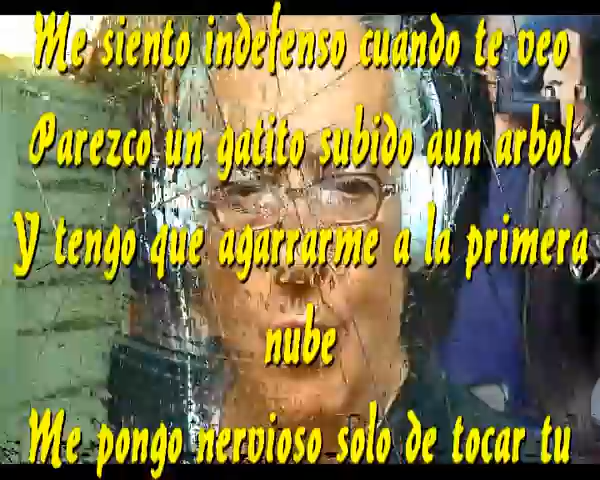 Me siento indefenso cuando te veo
Parezco un gatito subido aun arbol
Y tengo que agarrarme a la primera
nube
Me pongo nervioso solo de tocar tu